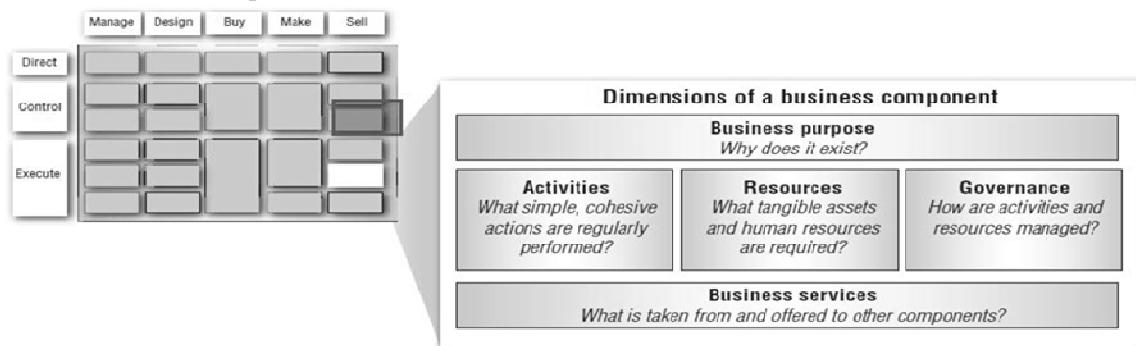 Manage Design Buy Make Sell
Direct
Control
Execute
Dimensions of a business component
Business purpose
Why does it exist?
Activities
What simple, cohesive
actions are regularly
performed?
Resources
What tangible assets
and human resources
are required?
Governance
How are activities and
resources managed?
Business services
What is taken from and offered to other components?